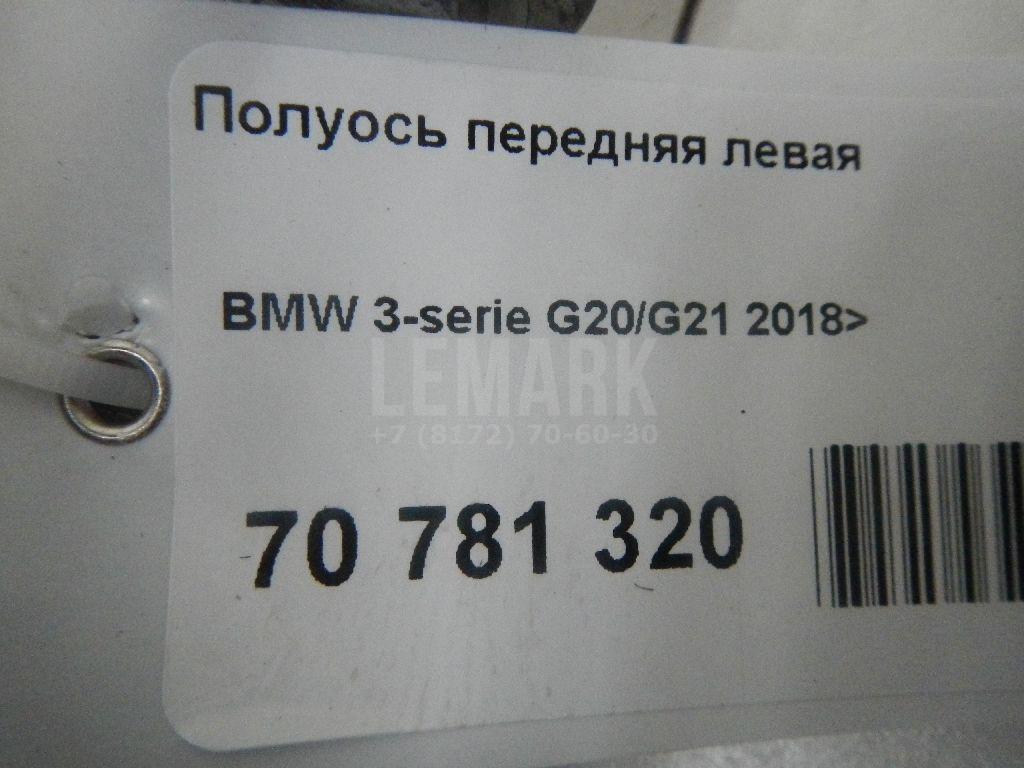 Полуось передняя левая
BMW 3-serie G20/G21 2018>
LEMARK
+7 (8172) 70-60-30
70 781 320